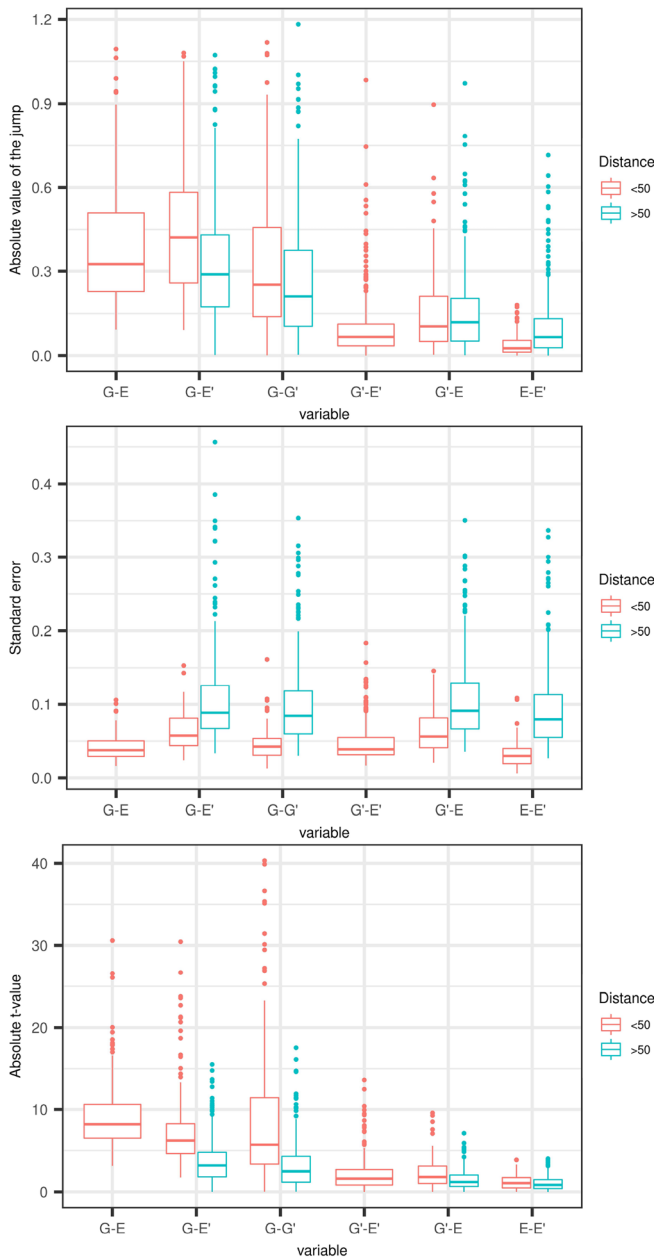 1.2
0.9
0.6
0.3
0.0
Absolute value of the jump
G-E G-E' G-G' G'-E' G'-E E-E'
variable
Distance
<50
>50
0.4
0.3
0.2
0.1
0.0
Standard error
G-E G-E' G-G' G'-E' G'-E E-E'
variable
Distance
<50
>50
40
30
20
10
0
Absolute t-value
G-E G-E' G-G' G'-E' G'-E E-E'
variable
Distance
<50
>50